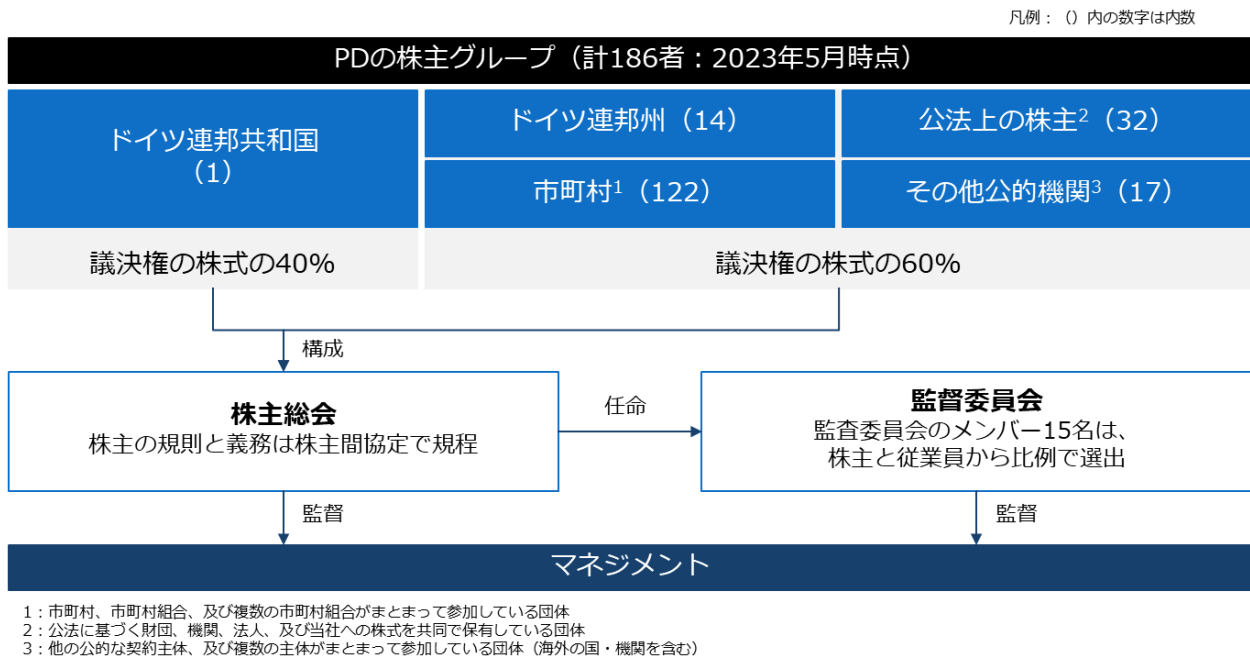 凡例：（）内の数字は内数
PDの株主グループ（計186者：2023年5月時点）
ドイツ連邦共和国
（1）
ドイツ連邦州（14）
公法上の株主2（32）
市町村1（122）
その他公的機関3（17）
議決権の株式の40%
議決権の株式の60%
構成
株主総会
株主の規則と義務は株主間協定で規程
任命
監督委員会
監査委員会のメンバー15名は、
株主と従業員から比例で選出
監督
監督
マネジメント
1：市町村、市町村組合、及び複数の市町村組合がまとまって参加している団体
2：公法に基づく財団、機関、法人、及び当社への株式を共同で保有している団体
3：他の公的な契約主体、及び複数の主体がまとまって参加している団体（海外の国・機関を含む）